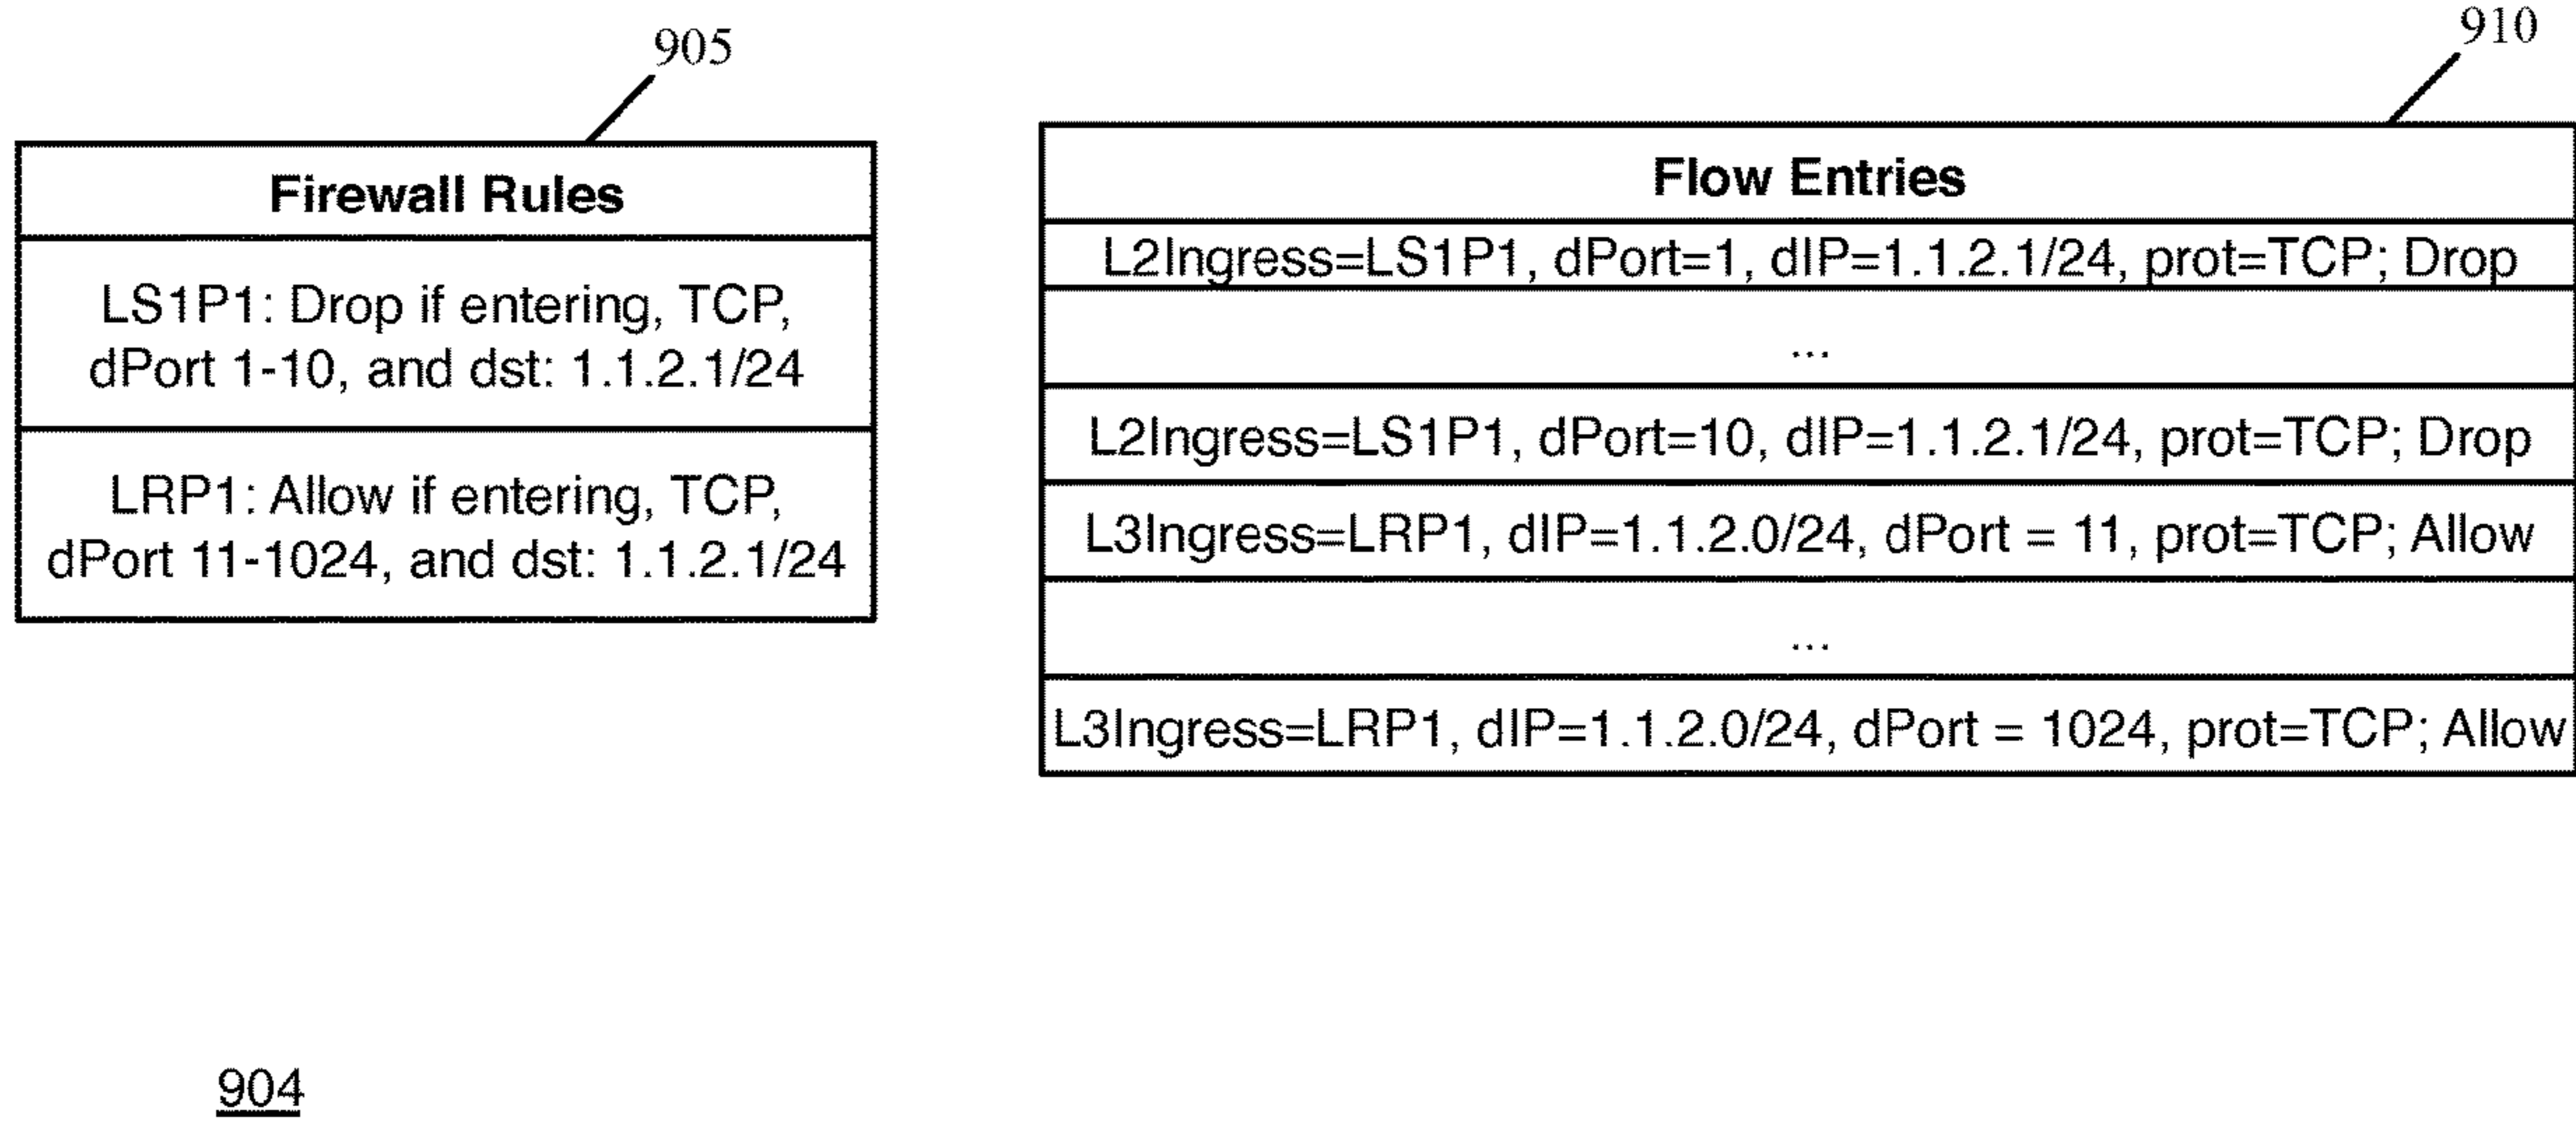 905
Firewall Rules
LS1P1: Drop if entering, TCP,
dPort 1-10, and dst: 1.1.2.1/24
LRP1: Allow if entering, TCP,
dPort 11-1024, and dst: 1.1.2.1/24
910
Flow Entries
L2Ingress=LS1P1, dPort=1, dIP=1.1.2.1/24, prot=TCP; Drop
...
L2Ingress=LS1P1, dPort=10, dIP=1.1.2.1/24, prot=TCP; Drop
L3Ingress=LRP1, dIP=1.1.2.0/24, dPort = 11, prot=TCP; Allow
...
L3Ingress=LRP1, dIP=1.1.2.0/24, dPort = 1024, prot=TCP; Allow
904